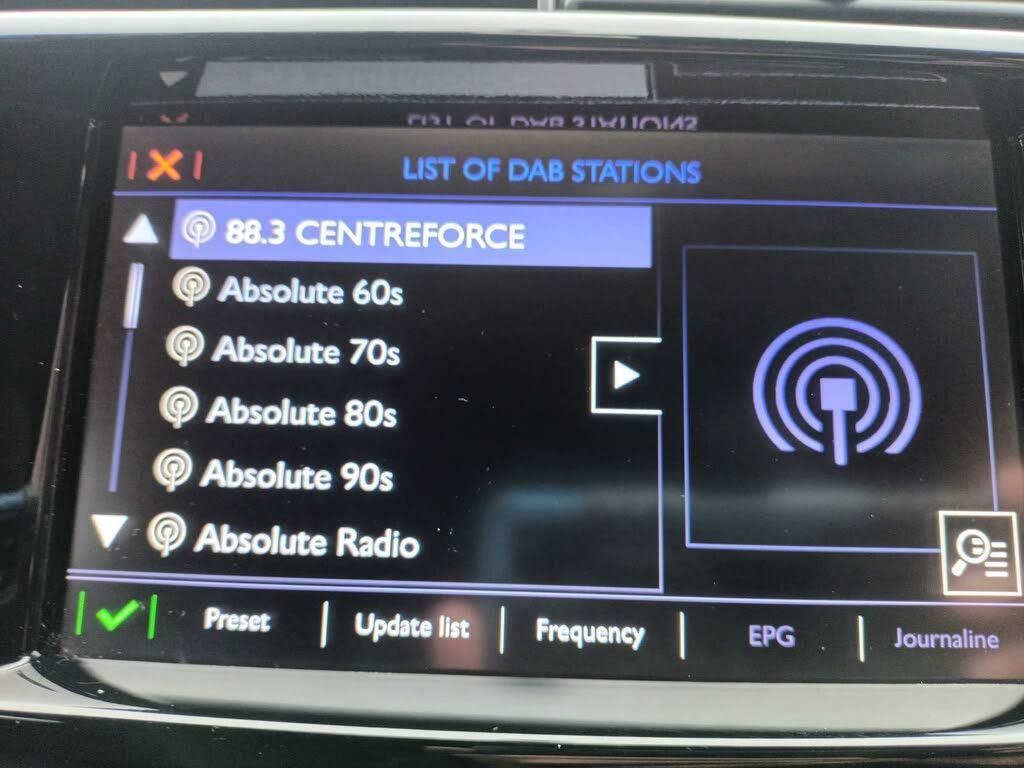 LIST OF DAB STATIONS
88.3 CENTREFORCE
Absolute 60s
Absolute 70s
Absolute 80s
Absolute 90s
Absolute Radio
Preset
Update list
Frequency
EPG
Journaline